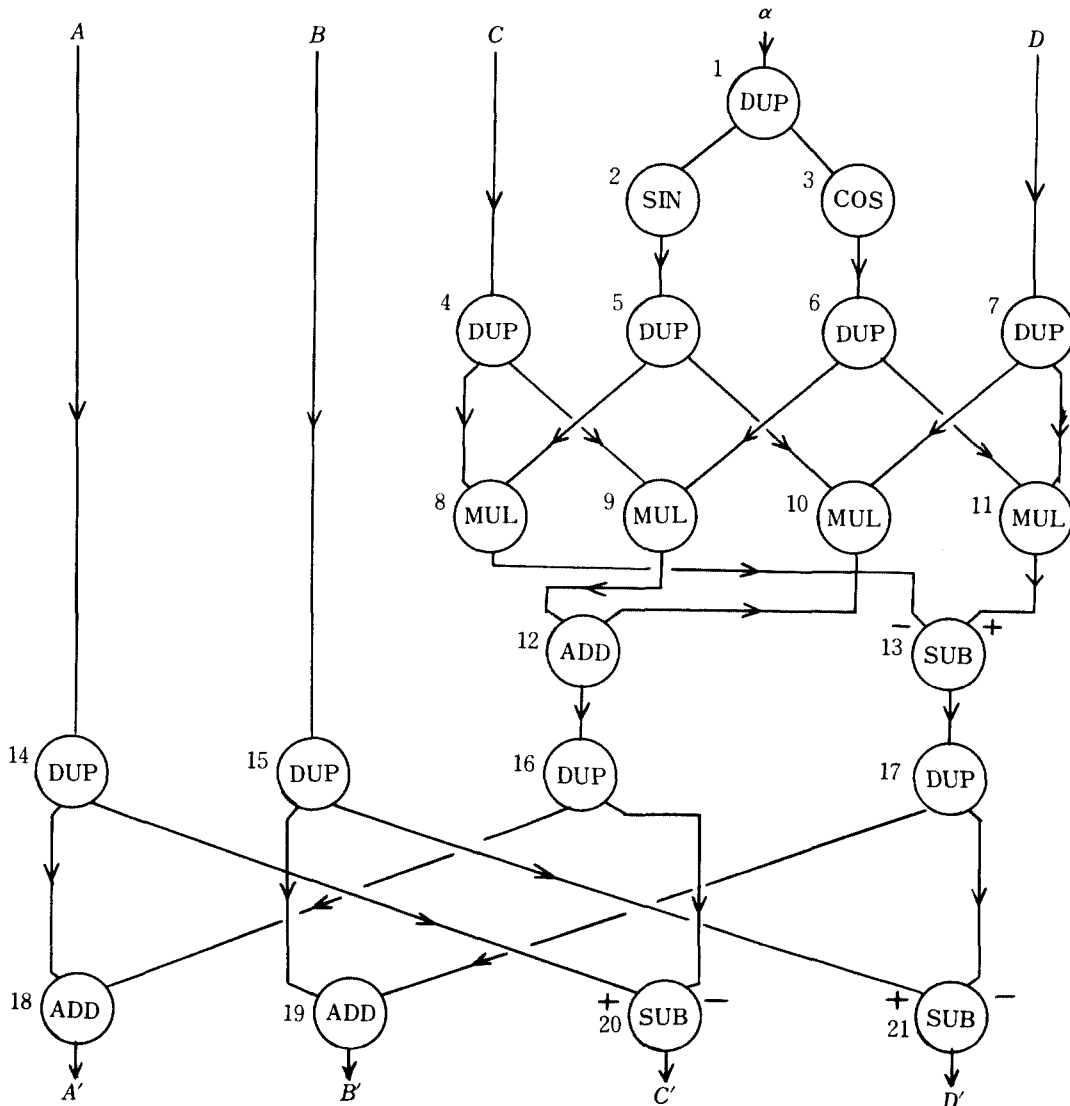 A B C α D
1 DUP
2 SIN 3 COS
4 DUP 5 DUP 6 DUP 7 DUP
8 MUL 9 MUL 10 MUL 11 MUL
12 ADD − 13 SUB +
14 DUP 15 DUP 16 DUP 17 DUP
18 ADD 19 ADD + 20 SUB − + 21 SUB −
A′ B′ C′ D′